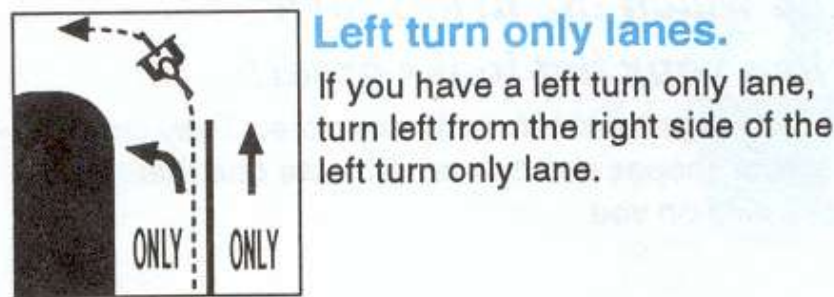 Left turn only lanes.
If you have a left turn only lane,
turn left from the right side of the
left turn only lane.
ONLY ONLY